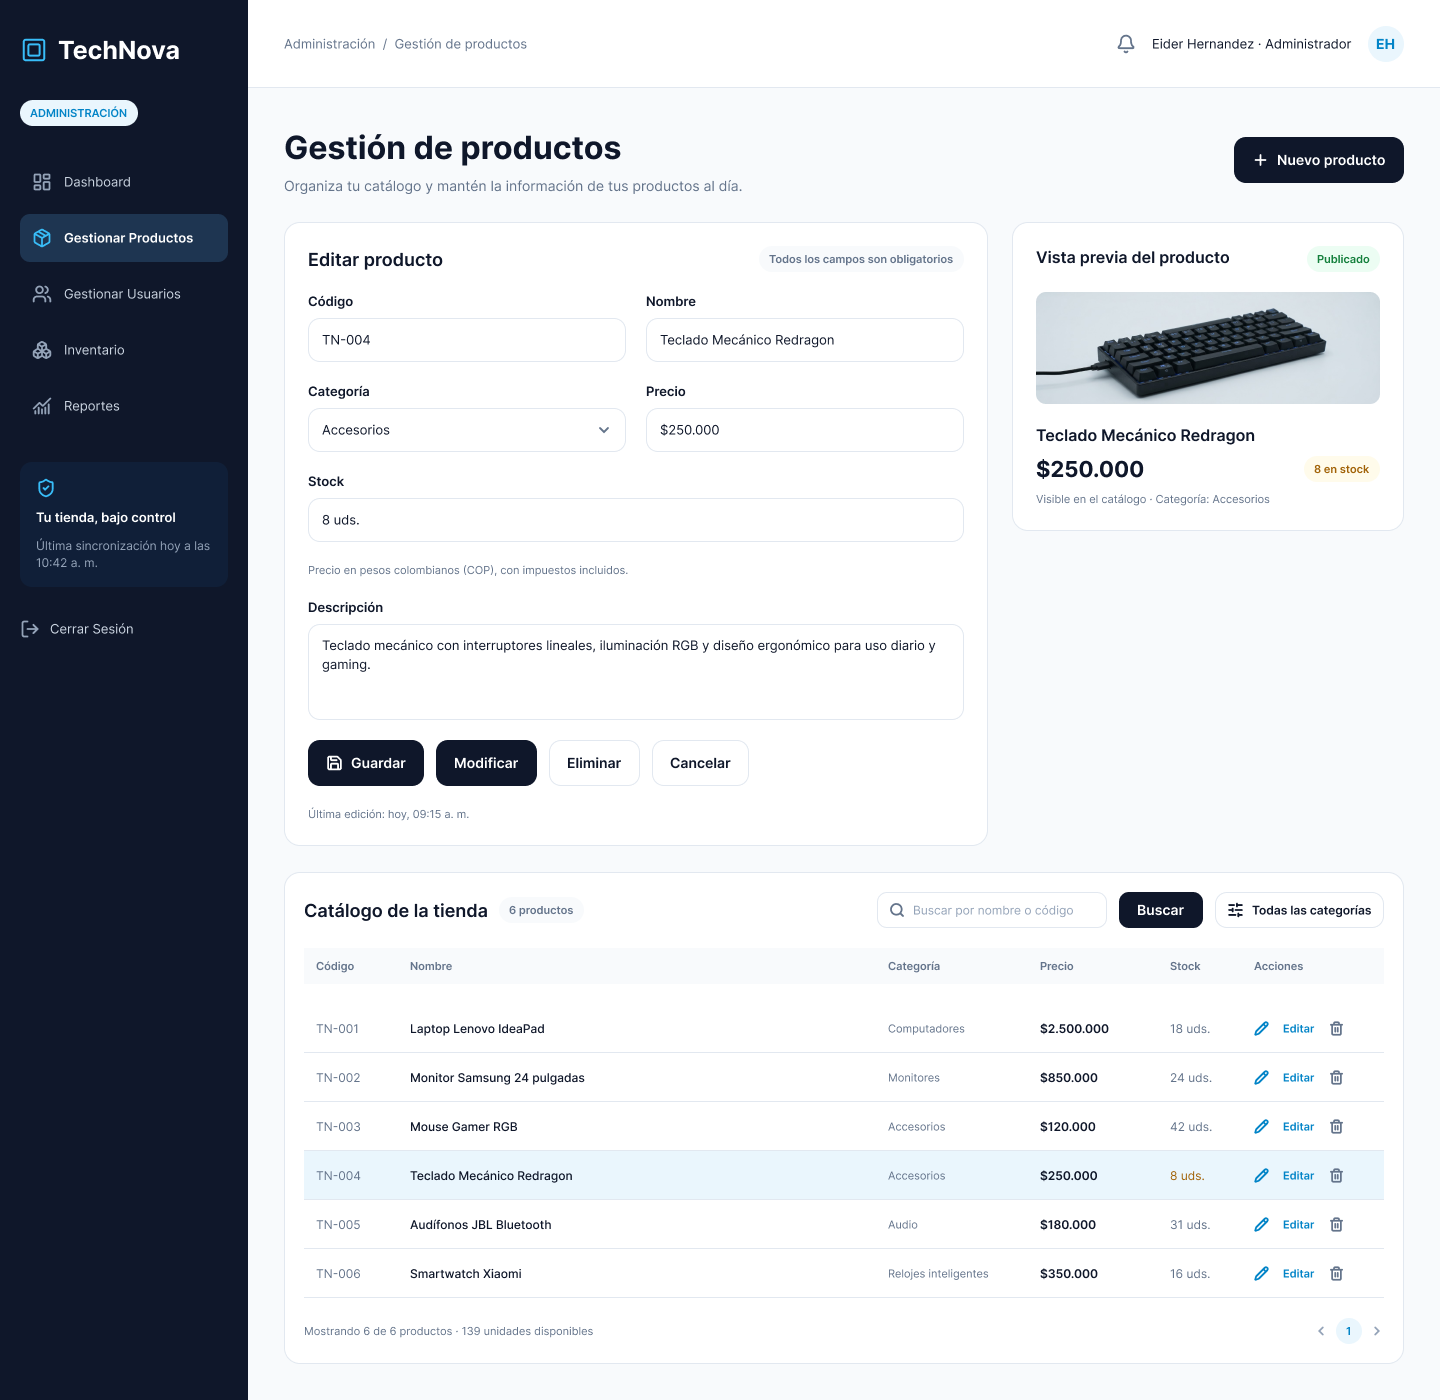 TechNova
ADMINISTRACIÓN
Dashboard
Gestionar Productos
Gestionar Usuarios
Inventario
Reportes
Tu tienda, bajo control
Última sincronización hoy a las
10:42 a. m.
Cerrar Sesión
Administración / Gestión de productos
Eider Hernandez · Administrador
EH
Gestión de productos
Organiza tu catálogo y mantén la información de tus productos al día.
Nuevo producto
Editar producto
Todos los campos son obligatorios
Código
Nombre
TN-004
Teclado Mecánico Redragon
Categoría
Precio
Accesorios
$250.000
Stock
8 uds.
Precio en pesos colombianos (COP), con impuestos incluidos.
Descripción
Teclado mecánico con interruptores lineales, iluminación RGB y diseño ergonómico para uso diario y
gaming.
Guardar
Modificar
Eliminar
Cancelar
Última edición: hoy, 09:15 a. m.
Vista previa del producto
Publicado
Teclado Mecánico Redragon
$250.000
8 en stock
Visible en el catálogo · Categoría: Accesorios
Catálogo de la tienda
6 productos
Buscar por nombre o código
Buscar
Todas las categorías
Código Nombre Categoría Precio Stock Acciones
TN-001 Laptop Lenovo IdeaPad Computadores $2.500.000 18 uds. Editar
TN-002 Monitor Samsung 24 pulgadas Monitores $850.000 24 uds. Editar
TN-003 Mouse Gamer RGB Accesorios $120.000 42 uds. Editar
TN-004 Teclado Mecánico Redragon Accesorios $250.000 8 uds. Editar
TN-005 Audífonos JBL Bluetooth Audio $180.000 31 uds. Editar
TN-006 Smartwatch Xiaomi Relojes inteligentes $350.000 16 uds. Editar
Mostrando 6 de 6 productos · 139 unidades disponibles
1